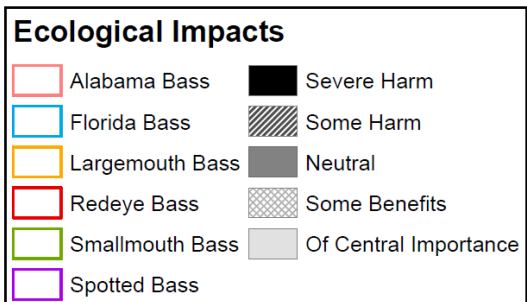 Ecological Impacts
Alabama Bass
Florida Bass
Largemouth Bass
Redeye Bass
Smallmouth Bass
Spotted Bass
Severe Harm
Some Harm
Neutral
Some Benefits
Of Central Importance